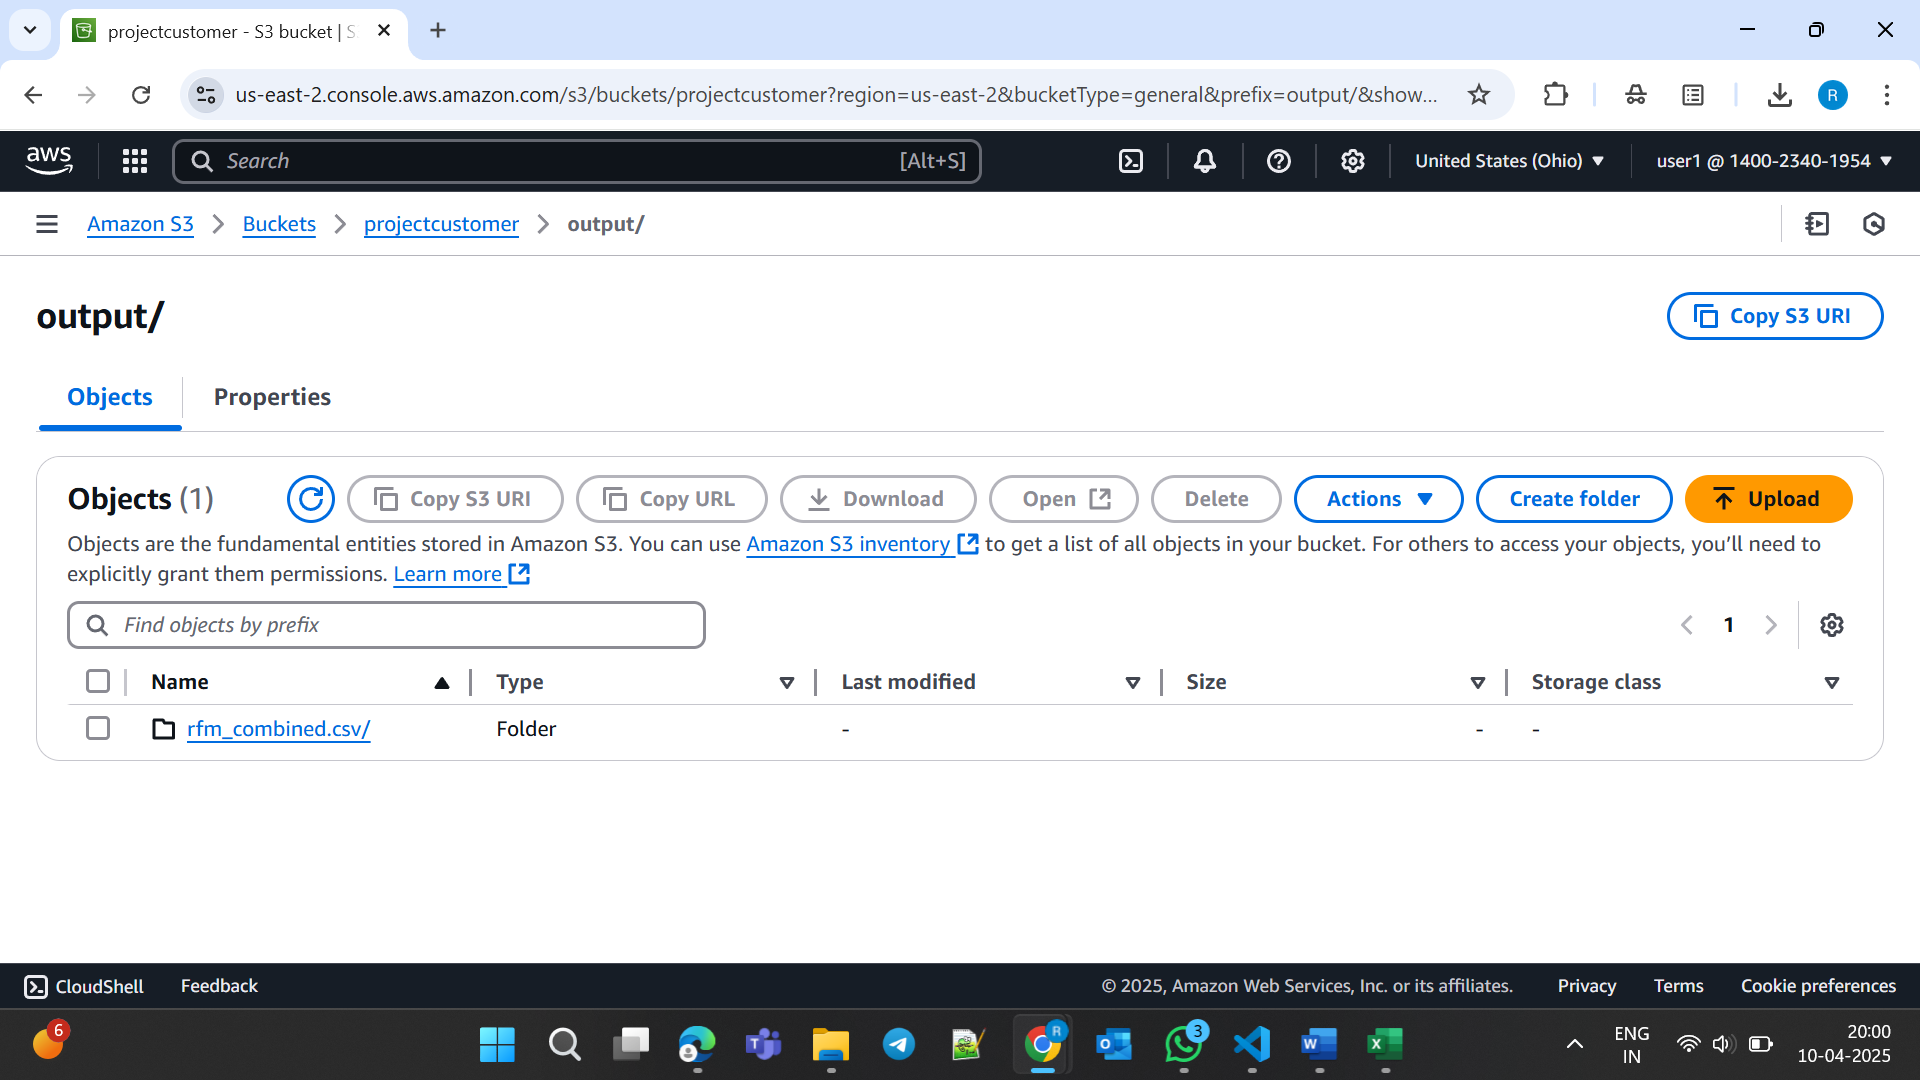 projectcustomer - S3 bucket | S
us-east-2.console.aws.amazon.com/s3/buckets/projectcustomer?region=us-east-2&bucketType=general&prefix=output/&show...
R
aws
Search
[Alt+S]
United States (Ohio)
user1 @ 1400-2340-1954
Amazon S3
Buckets
projectcustomer
output/
output/
Copy S3 URI
Objects
Properties
Objects (1)
Copy S3 URI
Copy URL
Download
Open
Delete
Actions
Create folder
Upload
Objects are the fundamental entities stored in Amazon S3. You can use Amazon S3 inventory to get a list of all objects in your bucket. For others to access your objects, you’ll need to
explicitly grant them permissions. Learn more
Find objects by prefix
1
Name
Type
Last modified
Size
Storage class
rfm_combined.csv/
Folder
-
-
-
CloudShell
Feedback
© 2025, Amazon Web Services, Inc. or its affiliates.
Privacy
Terms
Cookie preferences
6
T
R
O
3
W
X
ENG
IN
20:00
10-04-2025